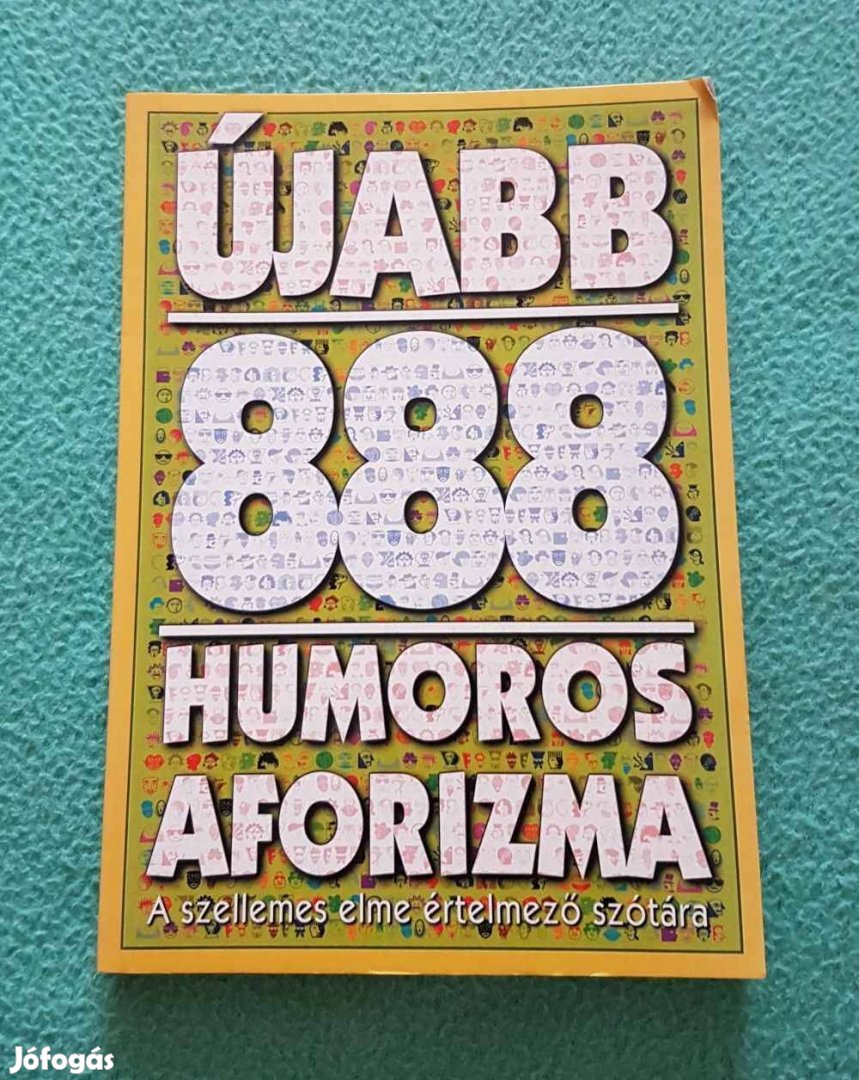 ÚJABB
888
HUMOROS
AFORIZMA
A szellemes elme értelmező szótára
Jófogás